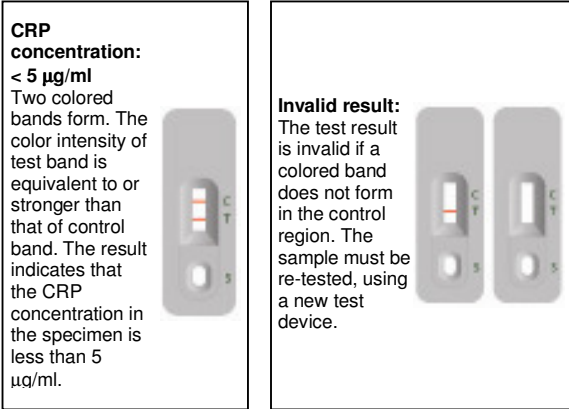 CRP
concentration:
< 5 µg/ml
Two colored
bands form. The
color intensity of
test band is
equivalent to or
stronger than
that of control
band. The result
indicates that
the CRP
concentration in
the specimen is
less than 5
µg/ml.
C
T
S
Invalid result:
The test result
is invalid if a
colored band
does not form
in the control
region. The
sample must be
re-tested, using
a new test
device.
C
T
S
C
T
S